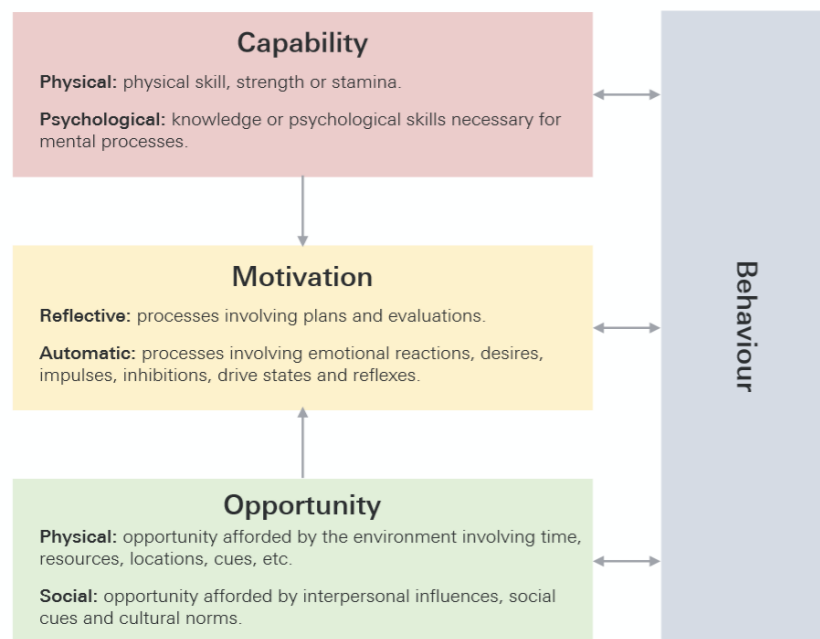 Capability
Physical: physical skill, strength or stamina.
Psychological: knowledge or psychological skills necessary for
mental processes.
Motivation
Reflective: processes involving plans and evaluations.
Automatic: processes involving emotional reactions, desires,
impulses, inhibitions, drive states and reflexes.
Opportunity
Physical: opportunity afforded by the environment involving time,
resources, locations, cues, etc.
Social: opportunity afforded by interpersonal influences, social
cues and cultural norms.
Behaviour